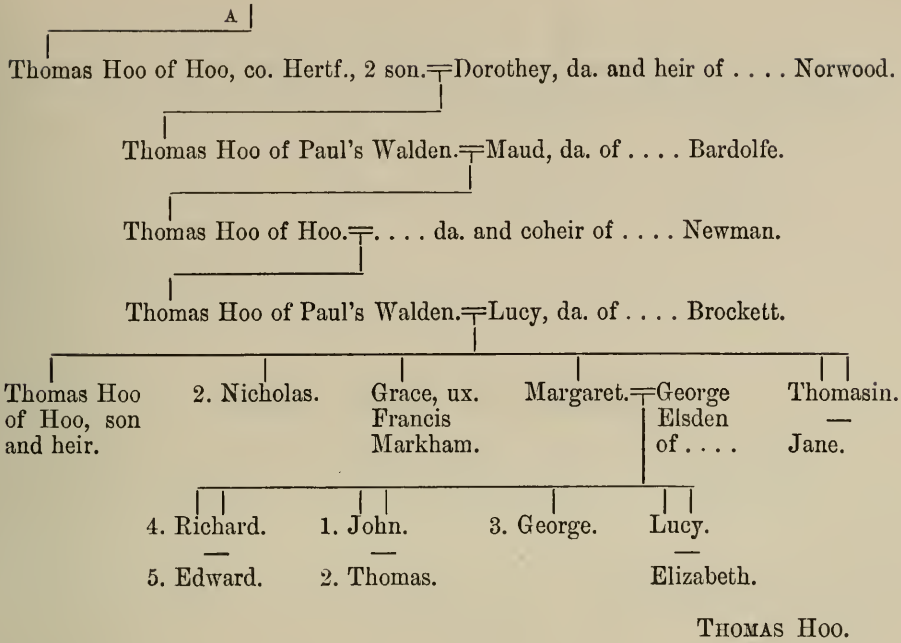 A
Thomas Hoo of Hoo, co. Hertf., 2 son.=Dorothey, da. and heir of . . . . Norwood.
Thomas Hoo of Paul's Walden.=Maud, da. of . . . . Bardolfe.
Thomas Hoo of Hoo.=. . . . da. and coheir of . . . . Newman.
Thomas Hoo of Paul's Walden.=Lucy, da. of . . . . Brockett.
Thomas Hoo
of Hoo, son
and heir.
2. Nicholas.
Grace, ux.
Francis
Markham.
Margaret.=George
Elsden
of . . . .
Thomasin.
—
Jane.
4. Richard.
—
5. Edward.
1. John.
—
2. Thomas.
3. George.
Lucy.
—
Elizabeth.
THOMAS HOO.